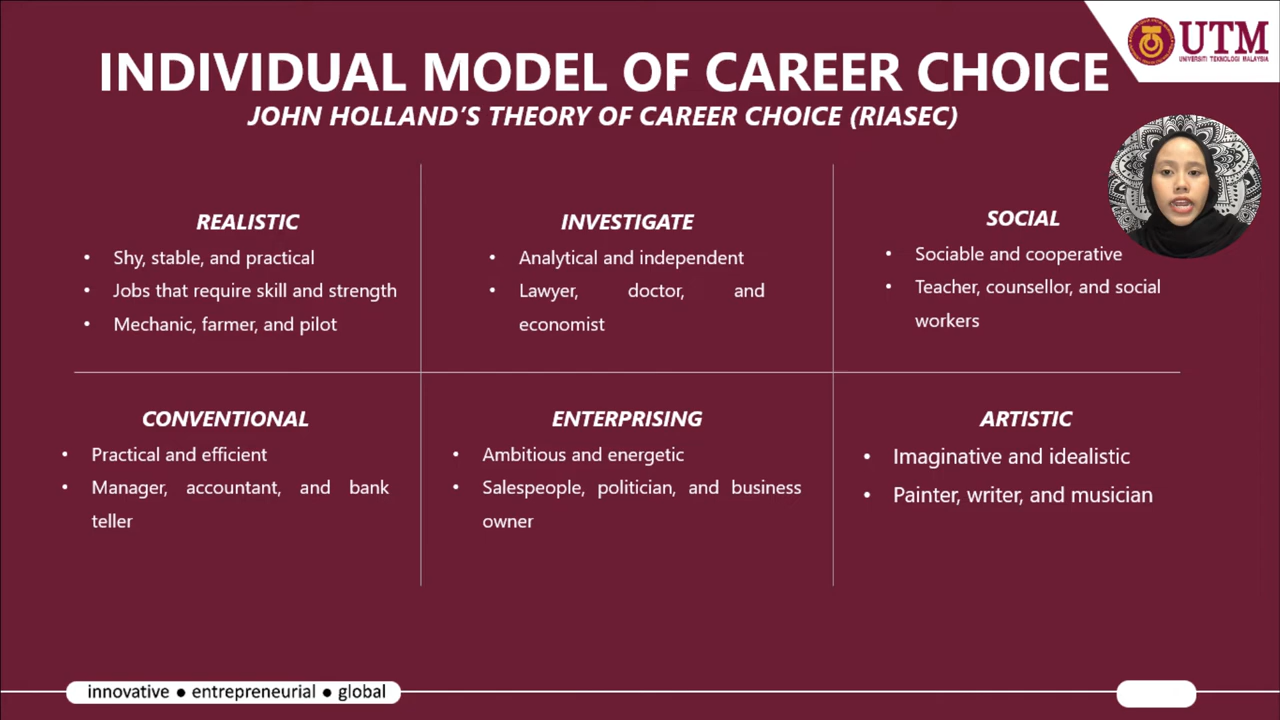 INDIVIDUAL MODEL OF CAREER CHOICE
JOHN HOLLAND'S THEORY OF CAREER CHOICE (RIASEC)
UTM
UNIVERSITI TEKNOLOGI MALAYSIA
REALISTIC
• Shy, stable, and practical
• Jobs that require skill and strength
• Mechanic, farmer, and pilot
INVESTIGATE
• Analytical and independent
• Lawyer, doctor, and
economist
SOCIAL
• Sociable and cooperative
• Teacher, counsellor, and social
workers
CONVENTIONAL
• Practical and efficient
• Manager, accountant, and bank
teller
ENTERPRISING
• Ambitious and energetic
• Salespeople, politician, and business
owner
ARTISTIC
• Imaginative and idealistic
• Painter, writer, and musician
innovative ● entrepreneurial ● global